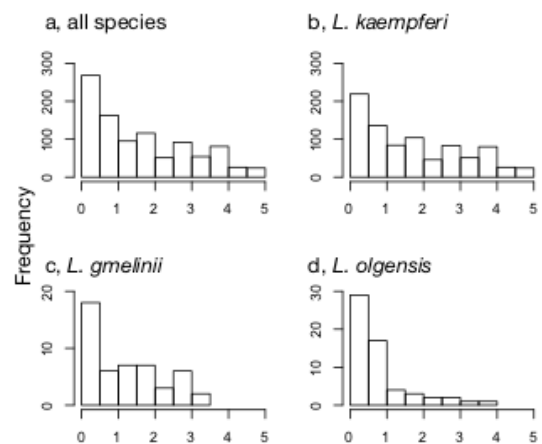 a, all species
b, L. kaempferi
Frequency
0 100 200 300
0 1 2 3 4 5
0 100 200 300
0 1 2 3 4 5
c, L. gmelinii
d, L. olgensis
0 10 20
0 1 2 3 4 5
0 10 20 30
0 1 2 3 4 5